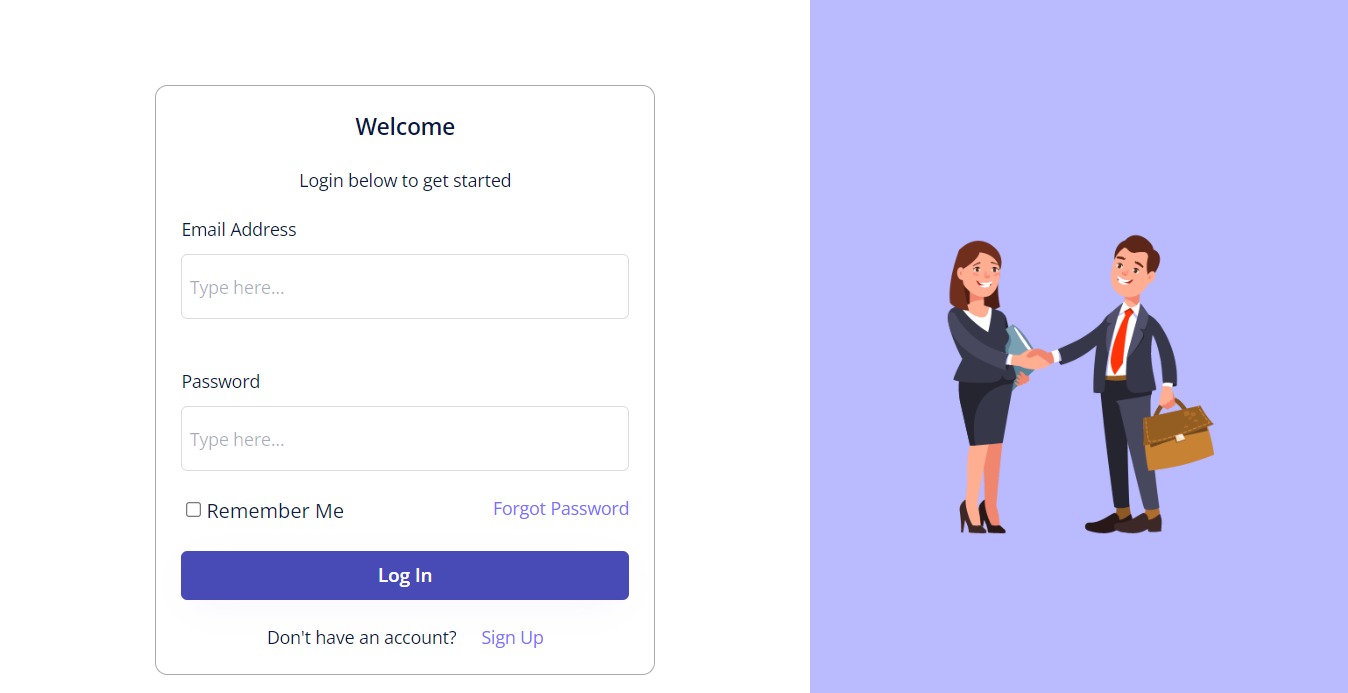 Welcome
Login below to get started
Email Address
Type here...
Password
Type here...
Remember Me Forgot Password
Log In
Don't have an account? Sign Up